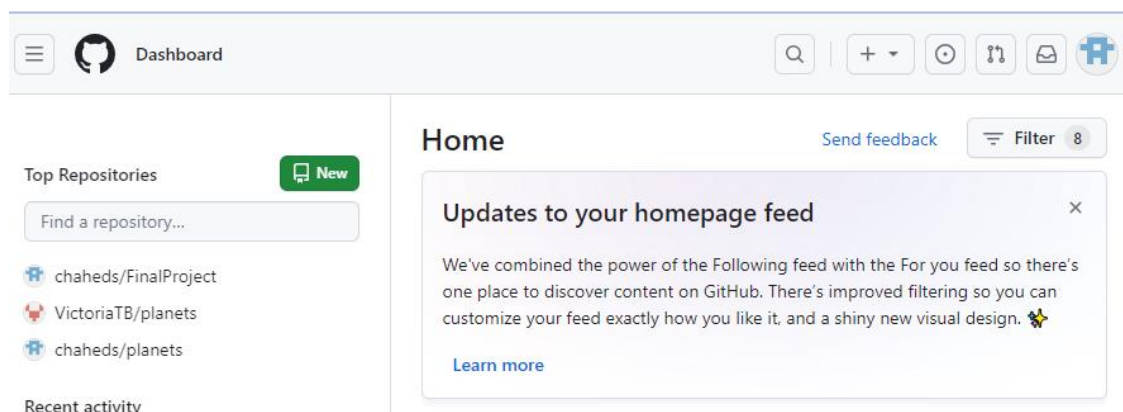 Dashboard
Home
Send feedback
Filter 8
Top Repositories
New
Find a repository...
chaheds/FinalProject
VictoriaTB/planets
chaheds/planets
Recent activity
Updates to your homepage feed
We've combined the power of the Following feed with the For you feed so there's
one place to discover content on GitHub. There's improved filtering so you can
customize your feed exactly how you like it, and a shiny new visual design. ✨
Learn more